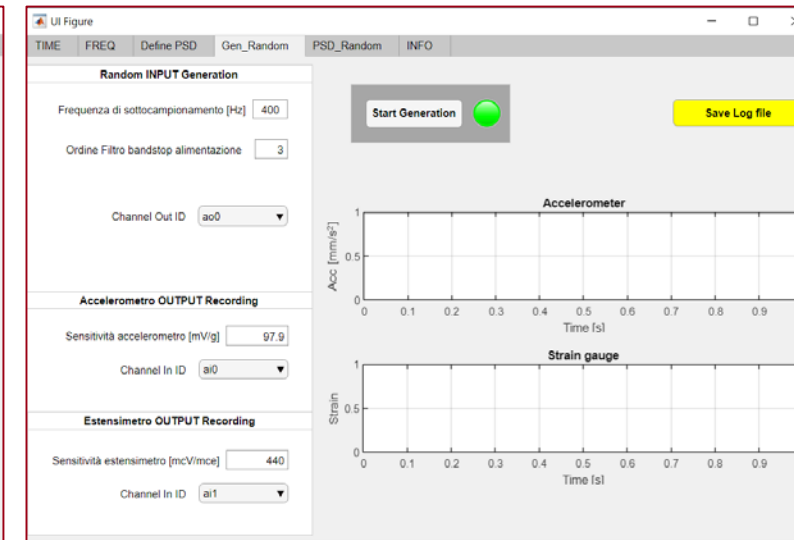 UI Figure
TIME FREQ Define PSD Gen_Random PSD_Random INFO
Random INPUT Generation
Frequenza di sottocampionamento [Hz] 400
Ordine Filtro bandstop alimentazione 3
Channel Out ID ao0
Accelerometro OUTPUT Recording
Sensitività accelerometro [mV/g] 97.9
Channel In ID ai0
Estensimetro OUTPUT Recording
Sensitività estensimetro [mcV/mce] 440
Channel In ID ai1
Start Generation
Save Log file
Accelerometer
Acc [mm/s²]
1
0.5
0
0 0.1 0.2 0.3 0.4 0.5 0.6 0.7 0.8 0.9
Time [s]
Strain gauge
Strain
1
0.5
0
0 0.1 0.2 0.3 0.4 0.5 0.6 0.7 0.8 0.9
Time [s]